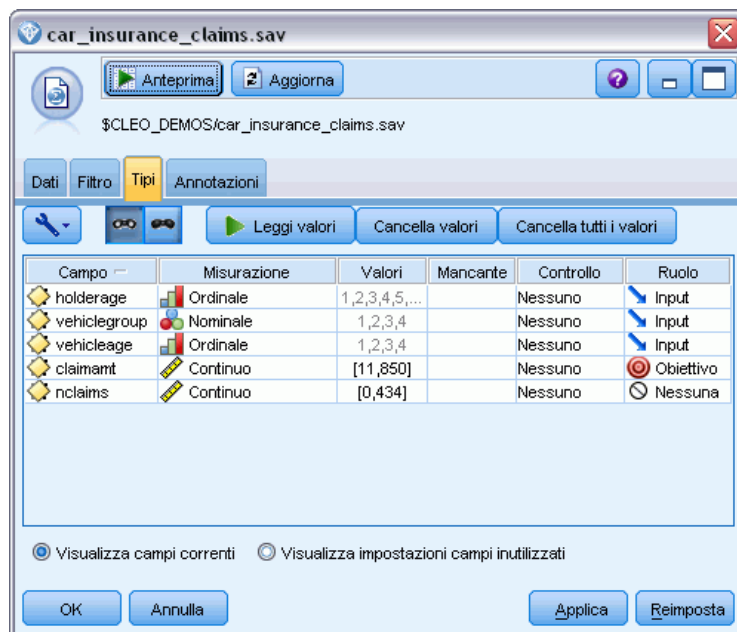 car_insurance_claims.sav
Anteprima Aggiorna
$CLEO_DEMOS/car_insurance_claims.sav
Dati Filtro Tipi Annotazioni
Leggi valori Cancella valori Cancella tutti i valori
Campo Misurazione Valori Mancante Controllo Ruolo
holderage Ordinale 1,2,3,4,5,... Nessuno Input
vehiclegroup Nominale 1,2,3,4 Nessuno Input
vehicleage Ordinale 1,2,3,4 Nessuno Input
claimamt Continuo [11,850] Nessuno Obiettivo
nclaims Continuo [0,434] Nessuno Nessuna
Visualizza campi correnti Visualizza impostazioni campi inutilizzati
OK Annulla Applica Reimposta